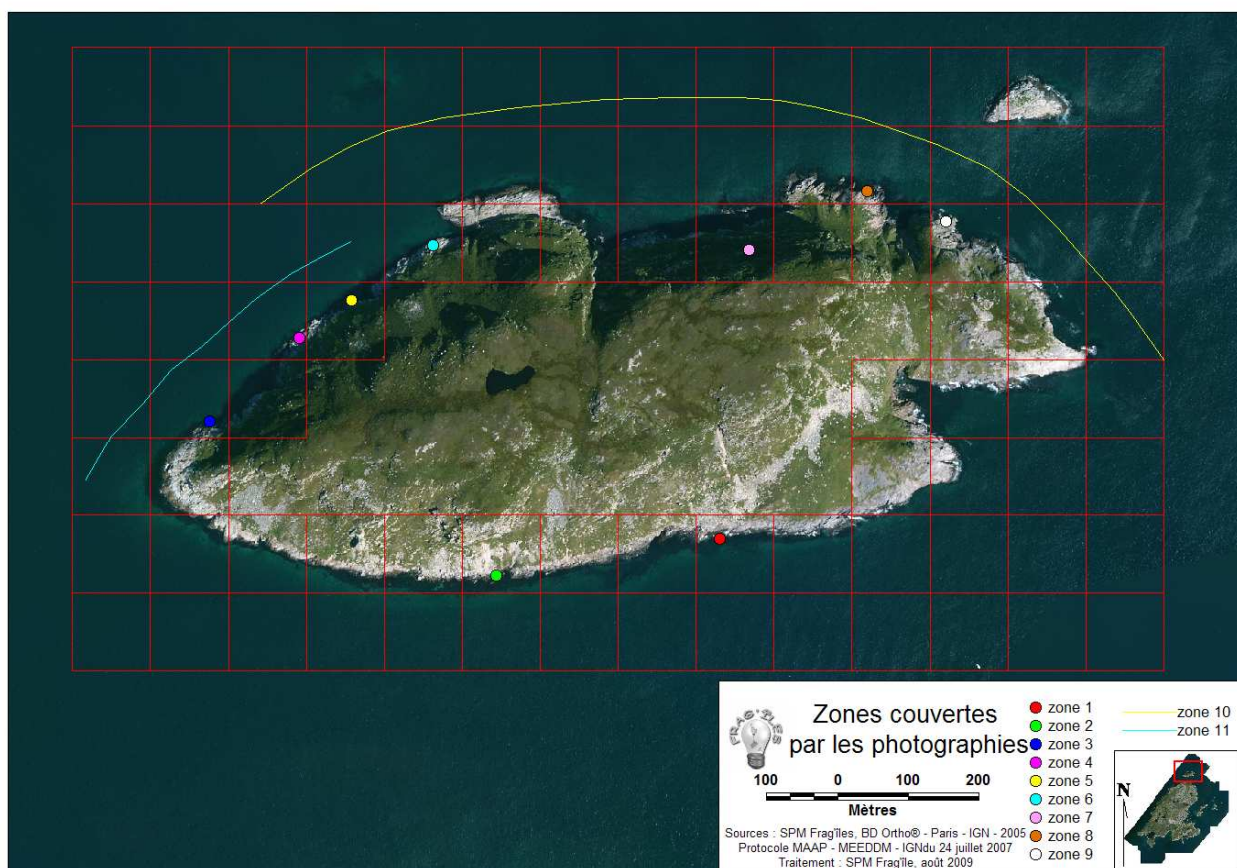 FRAG'ÎLES
Zones couvertes
par les photographies
100 0 100 200
Mètres
Sources : SPM Fragîles, BD Ortho® - Paris - IGN - 2005
Protocole MAAP - MEEDDM - IGNdu 24 juillet 2007
Traitement : SPM Fragîle, août 2009
zone 1
zone 2
zone 3
zone 4
zone 5
zone 6
zone 7
zone 8
zone 9
zone 10
zone 11
N